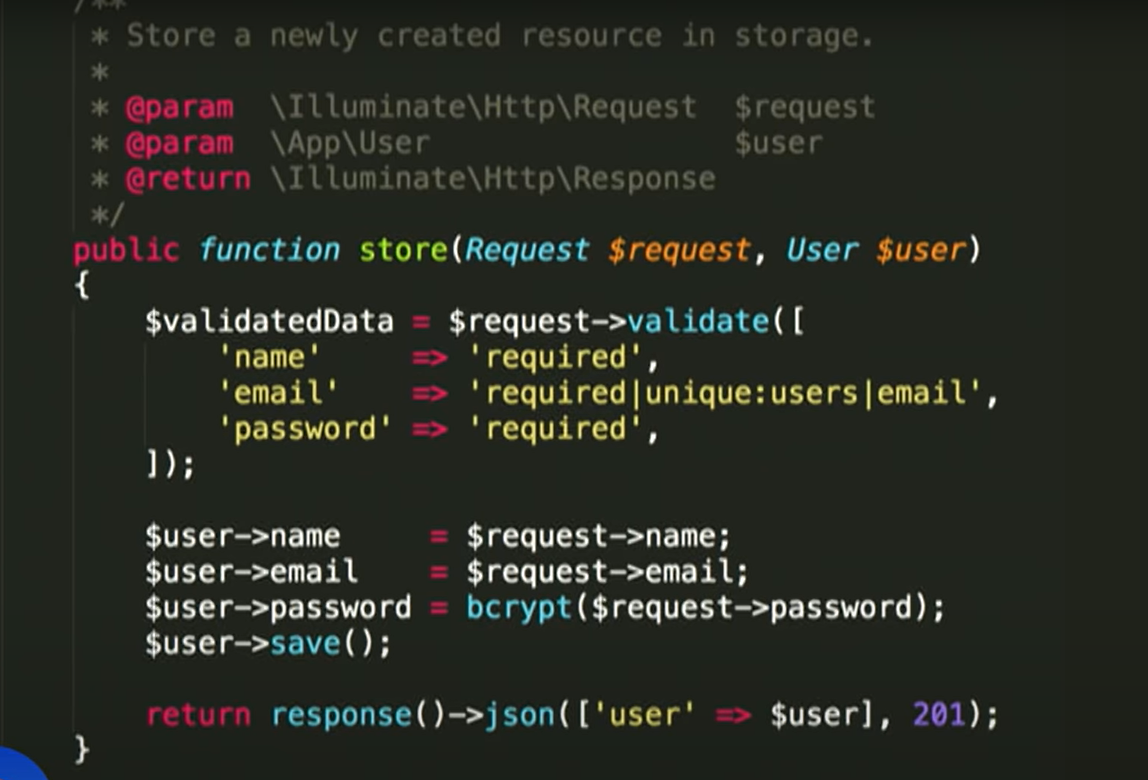 /**
 * Store a newly created resource in storage.
 *
 * @param  \Illuminate\Http\Request  $request
 * @param  \App\User                 $user
 * @return \Illuminate\Http\Response
 */
public function store(Request $request, User $user)
{
    $validatedData = $request->validate([
        'name'     => 'required',
        'email'    => 'required|unique:users|email',
        'password' => 'required',
    ]);

    $user->name     = $request->name;
    $user->email    = $request->email;
    $user->password = bcrypt($request->password);
    $user->save();

    return response()->json(['user' => $user], 201);
}